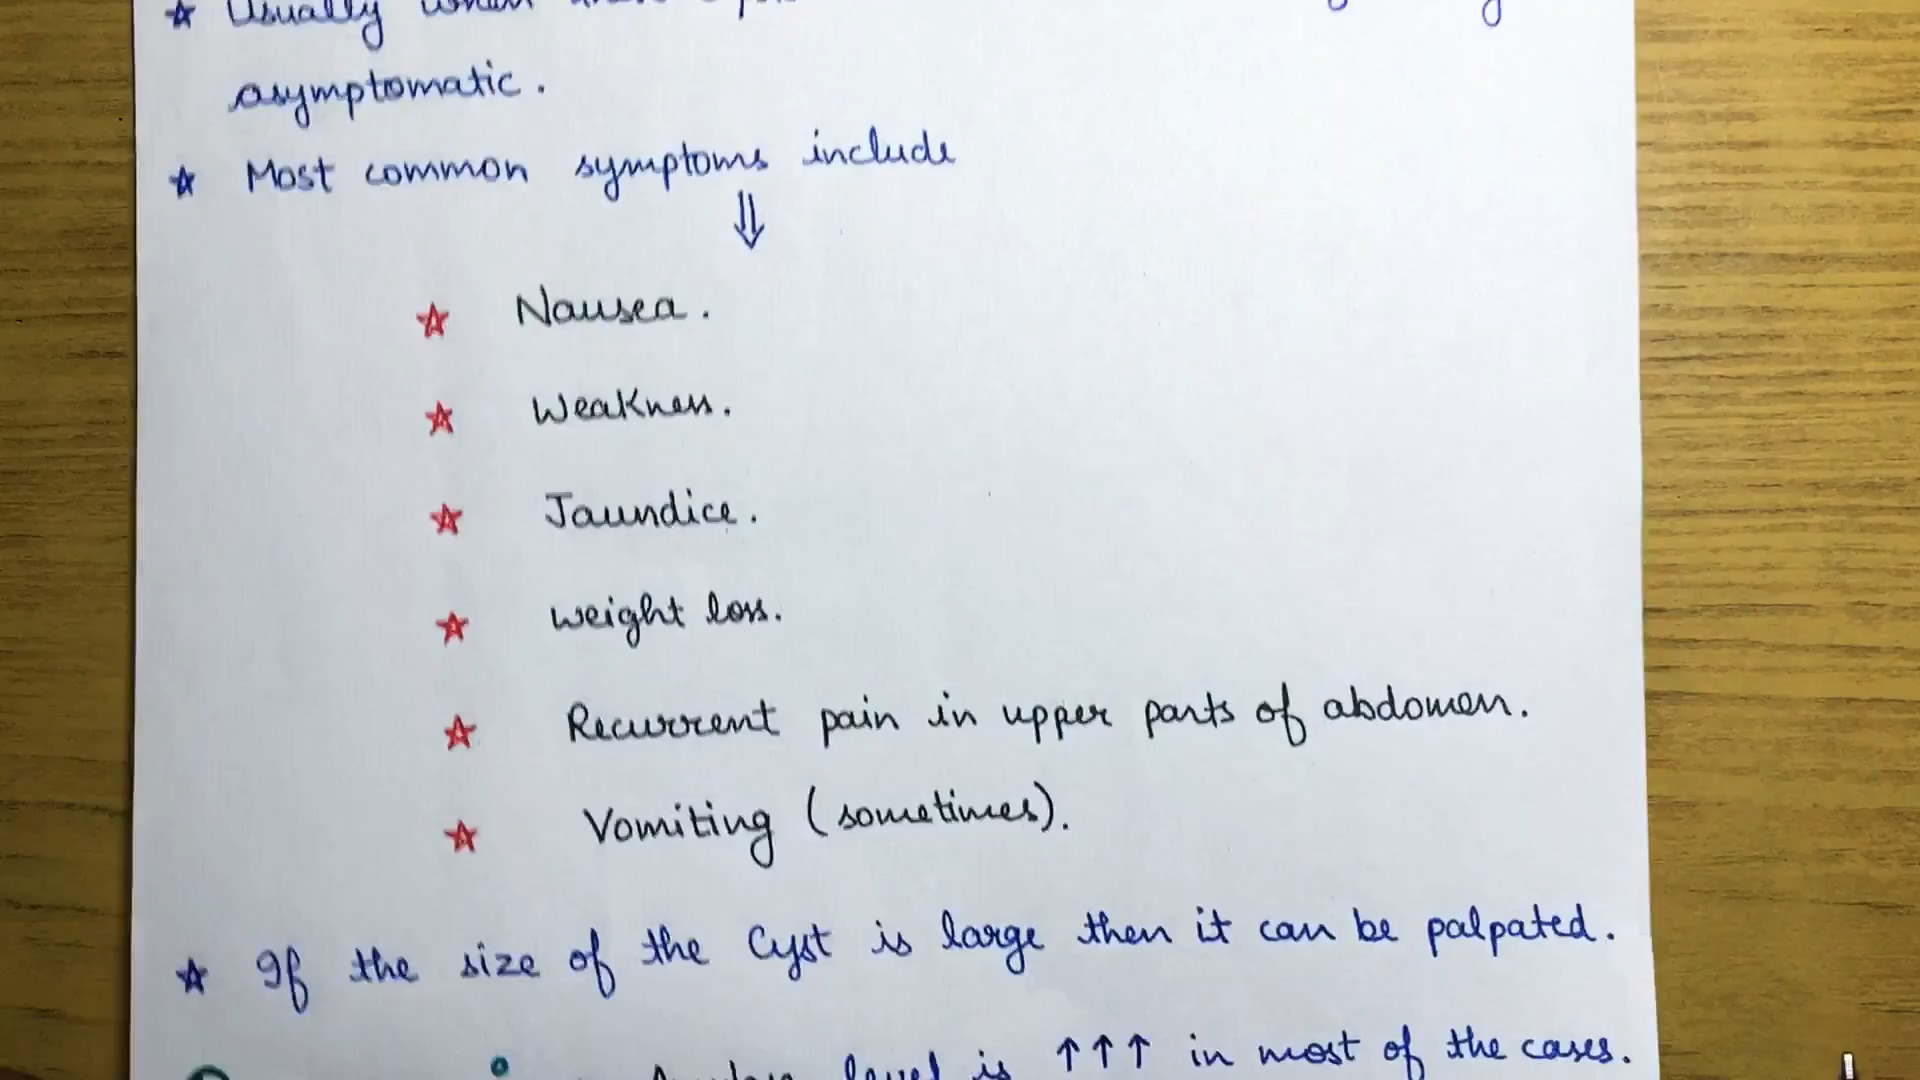 ☆ Usually when
asymptomatic.
☆ Most common symptoms include
⇓
☆ Nausea.
☆ Weakness.
☆ Jaundice.
☆ weight loss.
☆ Recurrent pain in upper parts of abdomen.
☆ Vomiting (sometimes).
☆ If the size of the Cyst is large then it can be palpated.
level is ↑↑↑ in most of the cases.